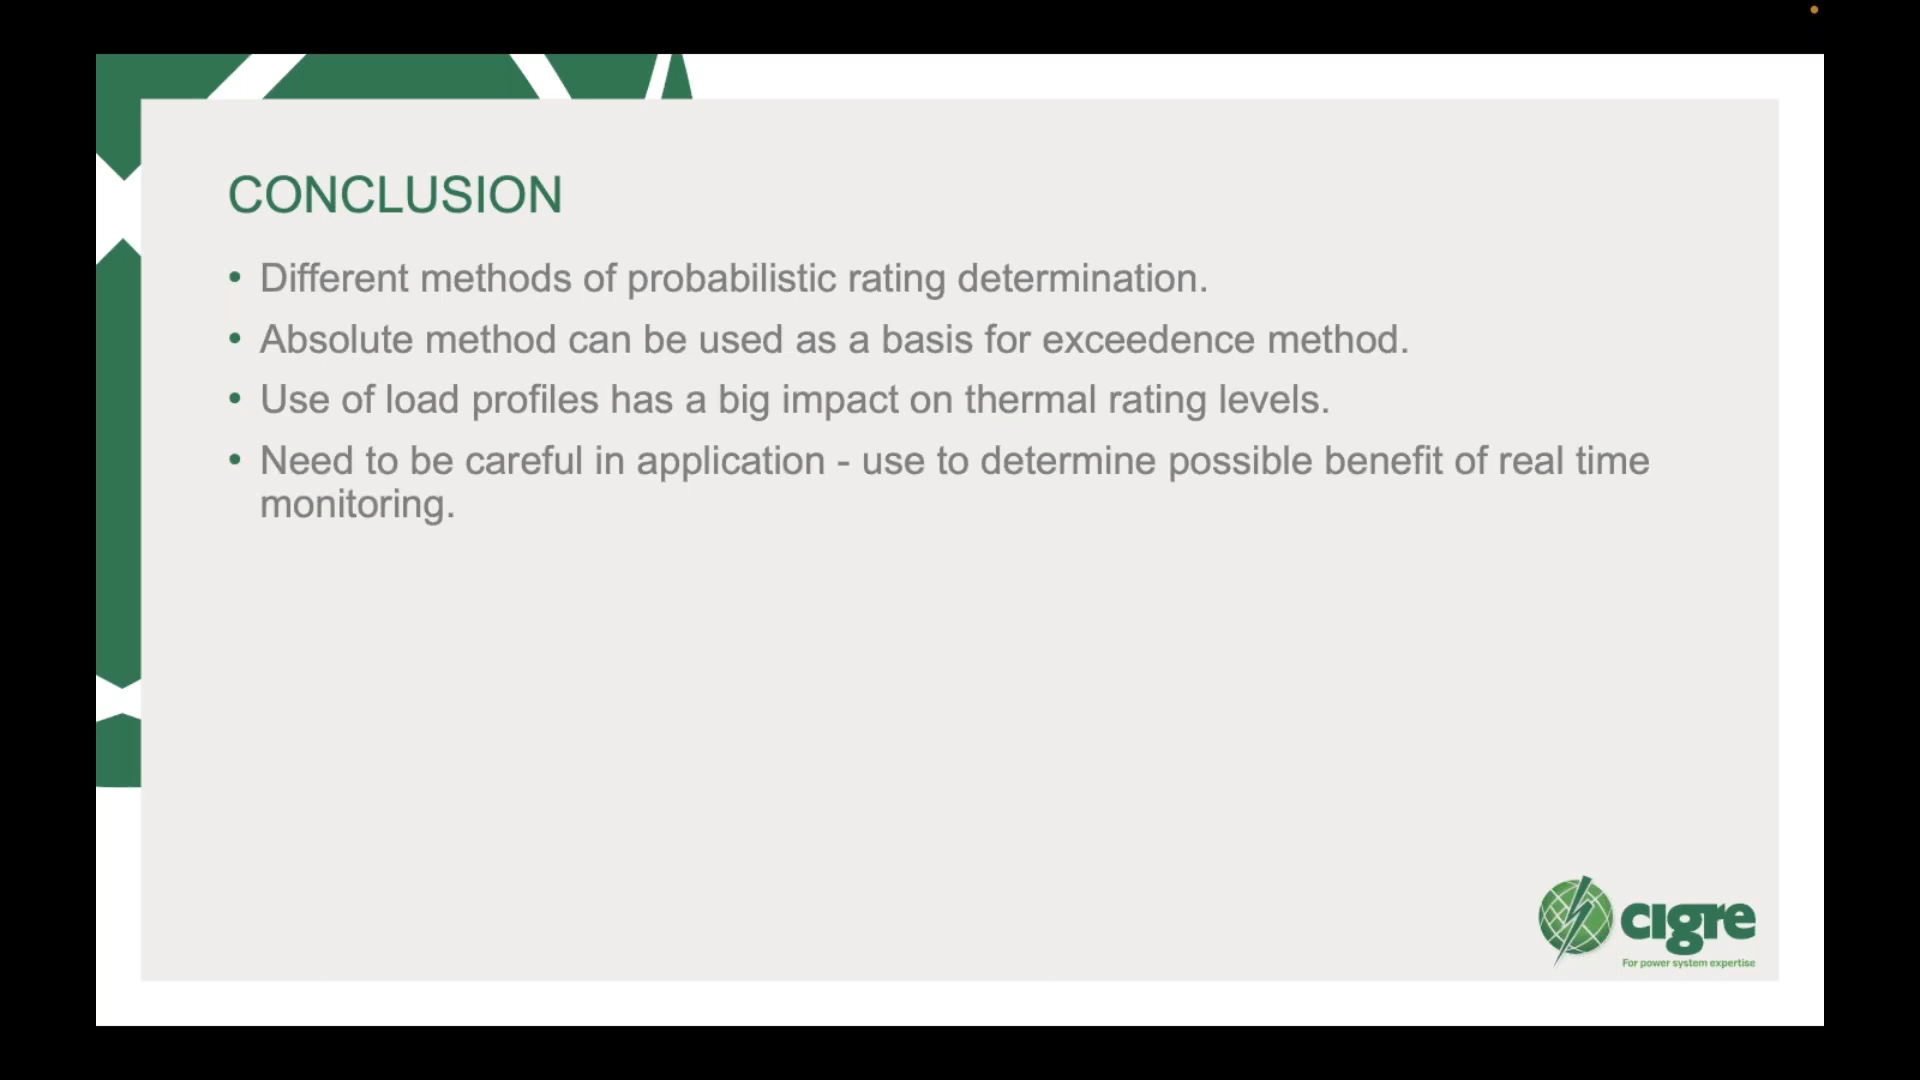 CONCLUSION
• Different methods of probabilistic rating determination.
• Absolute method can be used as a basis for exceedence method.
• Use of load profiles has a big impact on thermal rating levels.
• Need to be careful in application - use to determine possible benefit of real time
monitoring.
cigre
For power system expertise